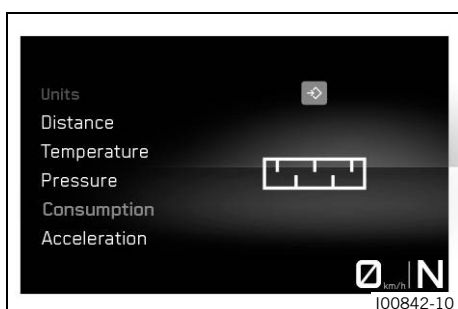 Units
Distance
Temperature
Pressure
Consumption
Acceleration
0 km/h N
I00842-10